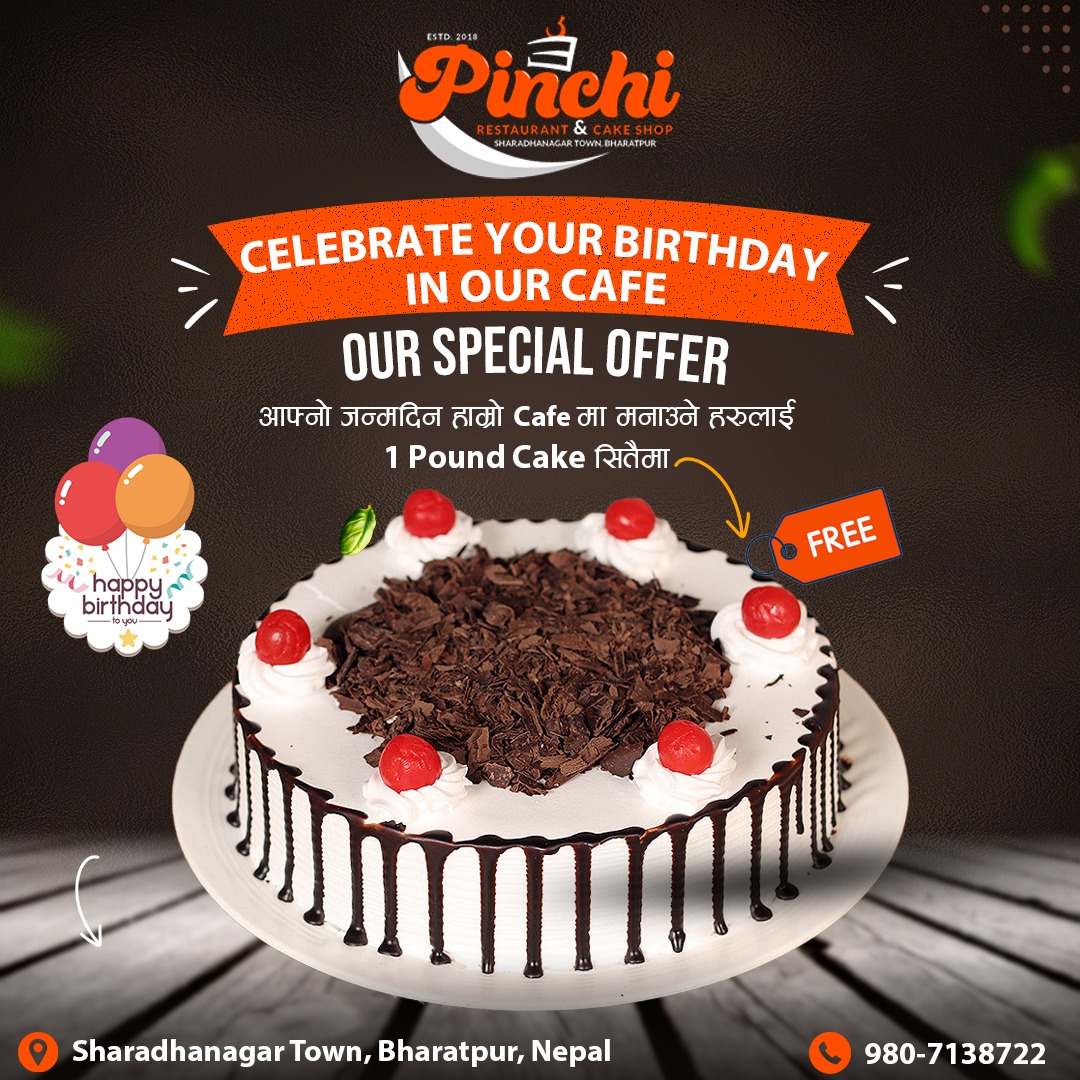 ESTD. 2018
Pinchi
RESTAURANT & CAKE SHOP
SHARADHANAGAR TOWN, BHARATPUR
CELEBRATE YOUR BIRTHDAY
IN OUR CAFE
OUR SPECIAL OFFER
आफ्नो जन्मदिन हाम्रो Cafe मा मनाउने हरुलाई
1 Pound Cake सितैमा
FREE
happy
birthday
to you
Sharadhanagar Town, Bharatpur, Nepal
980-7138722